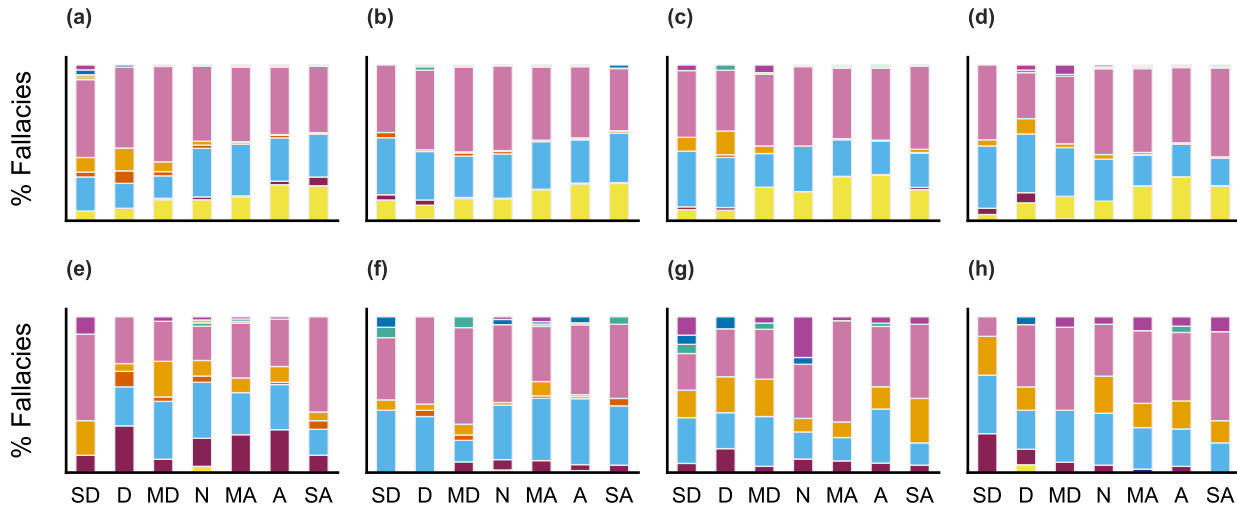 (a) (b) (c) (d)
% Fallacies
(e) (f) (g) (h)
% Fallacies
SD D MD N MA A SA SD D MD N MA A SA SD D MD N MA A SA SD D MD N MA A SA